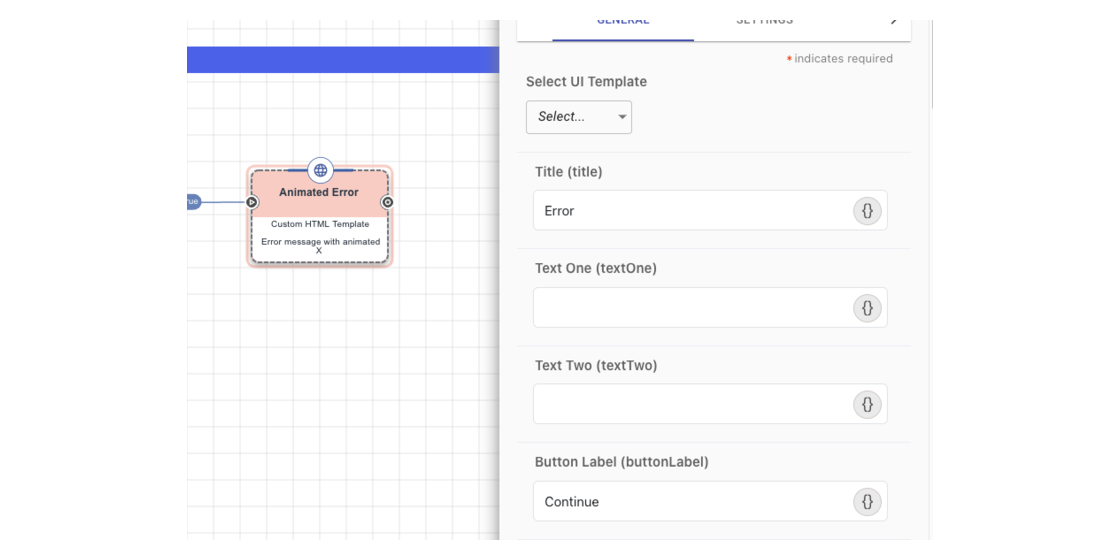 GENERAL
SETTINGS
* indicates required
Select UI Template
Select...
Title (title)
Error
{}
Text One (textOne)
{}
Text Two (textTwo)
{}
Button Label (buttonLabel)
Continue
{}
rue
Animated Error
Custom HTML Template
Error message with animated
X